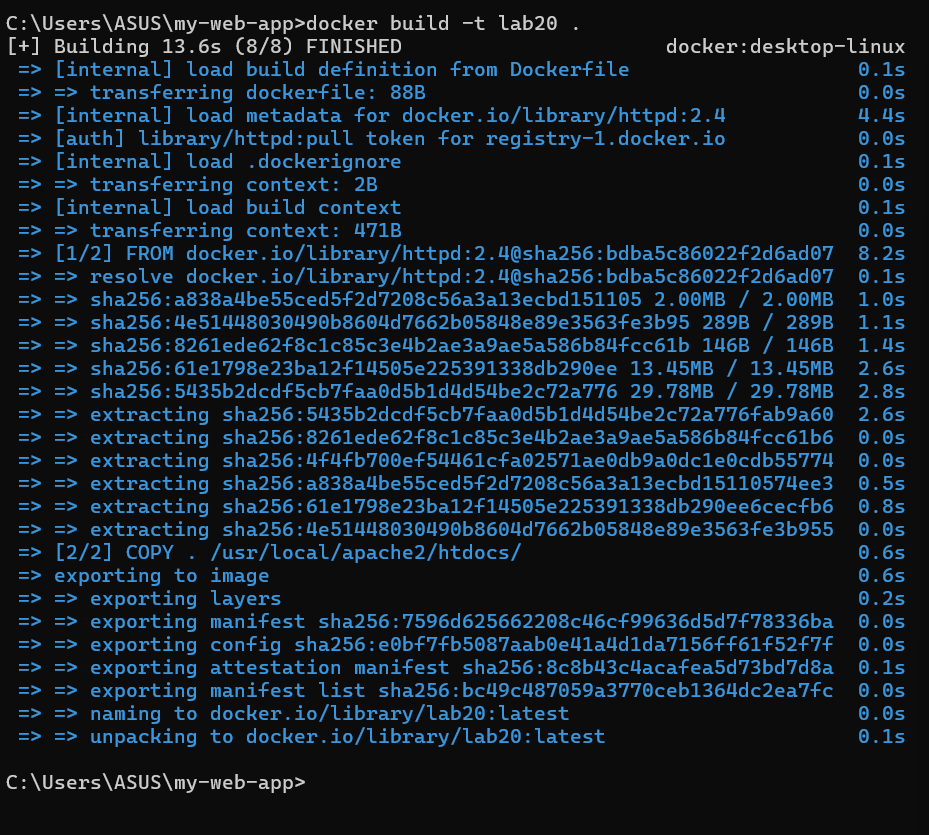 C:\Users\ASUS\my-web-app>docker build -t lab20 .
[+] Building 13.6s (8/8) FINISHED docker:desktop-linux
=> [internal] load build definition from Dockerfile 0.1s
=> => transferring dockerfile: 88B 0.0s
=> [internal] load metadata for docker.io/library/httpd:2.4 4.4s
=> [auth] library/httpd:pull token for registry-1.docker.io 0.0s
=> [internal] load .dockerignore 0.1s
=> => transferring context: 2B 0.0s
=> [internal] load build context 0.1s
=> => transferring context: 471B 0.0s
=> [1/2] FROM docker.io/library/httpd:2.4@sha256:bdba5c86022f2d6ad07 8.2s
=> => resolve docker.io/library/httpd:2.4@sha256:bdba5c86022f2d6ad07 0.1s
=> => sha256:a838a4be55ced5f2d7208c56a3a13ecbd151105 2.00MB / 2.00MB 1.0s
=> => sha256:4e51448030490b8604d7662b05848e89e3563fe3b95 289B / 289B 1.1s
=> => sha256:8261ede62f8c1c85c3e4b2ae3a9ae5a586b84fcc61b 146B / 146B 1.4s
=> => sha256:61e1798e23ba12f14505e225391338db290ee 13.45MB / 13.45MB 2.6s
=> => sha256:5435b2dcdf5cb7faa0d5b1d4d54be2c72a776 29.78MB / 29.78MB 2.8s
=> => extracting sha256:5435b2dcdf5cb7faa0d5b1d4d54be2c72a776fab9a60 2.6s
=> => extracting sha256:8261ede62f8c1c85c3e4b2ae3a9ae5a586b84fcc61b6 0.0s
=> => extracting sha256:4f4fb700ef54461cfa02571ae0db9a0dc1e0cdb55774 0.0s
=> => extracting sha256:a838a4be55ced5f2d7208c56a3a13ecbd15110574ee3 0.5s
=> => extracting sha256:61e1798e23ba12f14505e225391338db290ee6cecfb6 0.8s
=> => extracting sha256:4e51448030490b8604d7662b05848e89e3563fe3b955 0.0s
=> [2/2] COPY . /usr/local/apache2/htdocs/ 0.6s
=> exporting to image 0.6s
=> => exporting layers 0.2s
=> => exporting manifest sha256:7596d625662208c46cf99636d5d7f78336ba 0.0s
=> => exporting config sha256:e0bf7fb5087aab0e41a4d1da7156ff61f52f7f 0.0s
=> => exporting attestation manifest sha256:8c8b43c4acafea5d73bd7d8a 0.1s
=> => exporting manifest list sha256:bc49c487059a3770ceb1364dc2ea7fc 0.0s
=> => naming to docker.io/library/lab20:latest 0.0s
=> => unpacking to docker.io/library/lab20:latest 0.1s
C:\Users\ASUS\my-web-app>